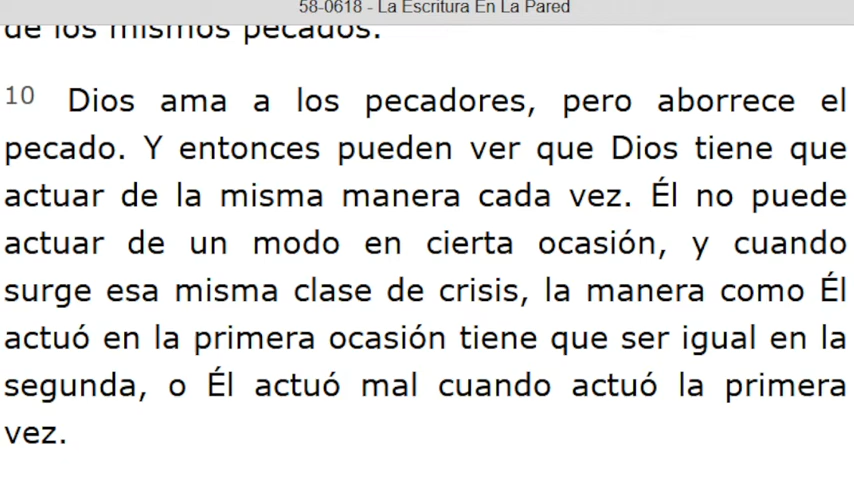 58-0618 - La Escritura En La Pared
de los mismos pecados.
10 Dios ama a los pecadores, pero aborrece el
pecado. Y entonces pueden ver que Dios tiene que
actuar de la misma manera cada vez. Él no puede
actuar de un modo en cierta ocasión, y cuando
surge esa misma clase de crisis, la manera como Él
actuó en la primera ocasión tiene que ser igual en la
segunda, o Él actuó mal cuando actuó la primera
vez.